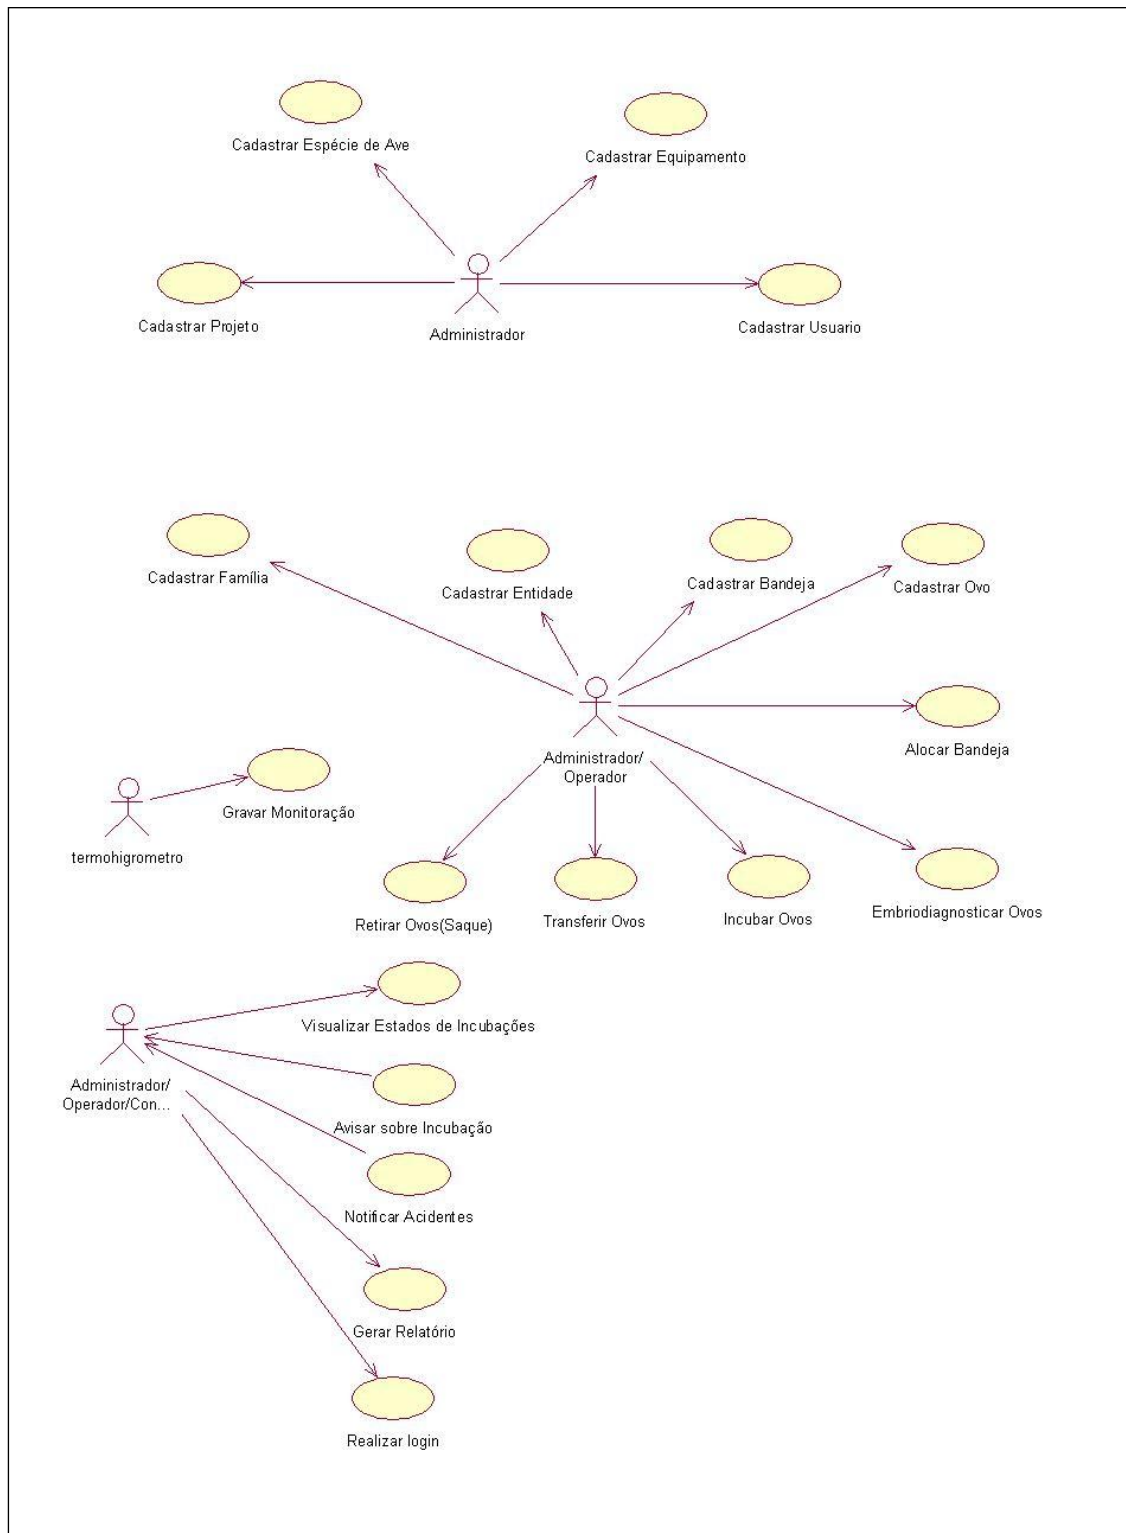 Cadastrar Espécie de Ave
Cadastrar Equipamento
Cadastrar Projeto
Administrador
Cadastrar Usuario
Cadastrar Família
Cadastrar Entidade
Cadastrar Bandeja
Cadastrar Ovo
Administrador/
Operador
Alocar Bandeja
termohigrometro
Gravar Monitoração
Retirar Ovos(Saque)
Transferir Ovos
Incubar Ovos
Embriodiagnosticar Ovos
Visualizar Estados de Incubações
Administrador/
Operador/Con...
Avisar sobre Incubação
Notificar Acidentes
Gerar Relatório
Realizar login